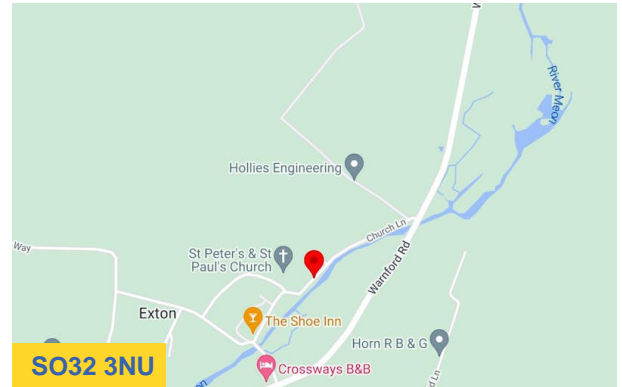 River Meon
Hollies Engineering
Church Ln
Way
St Peter's & St
Paul's Church
Warnford Rd
Exton
The Shoe Inn
Horn R B & G
Crossways B&B
SO32 3NU